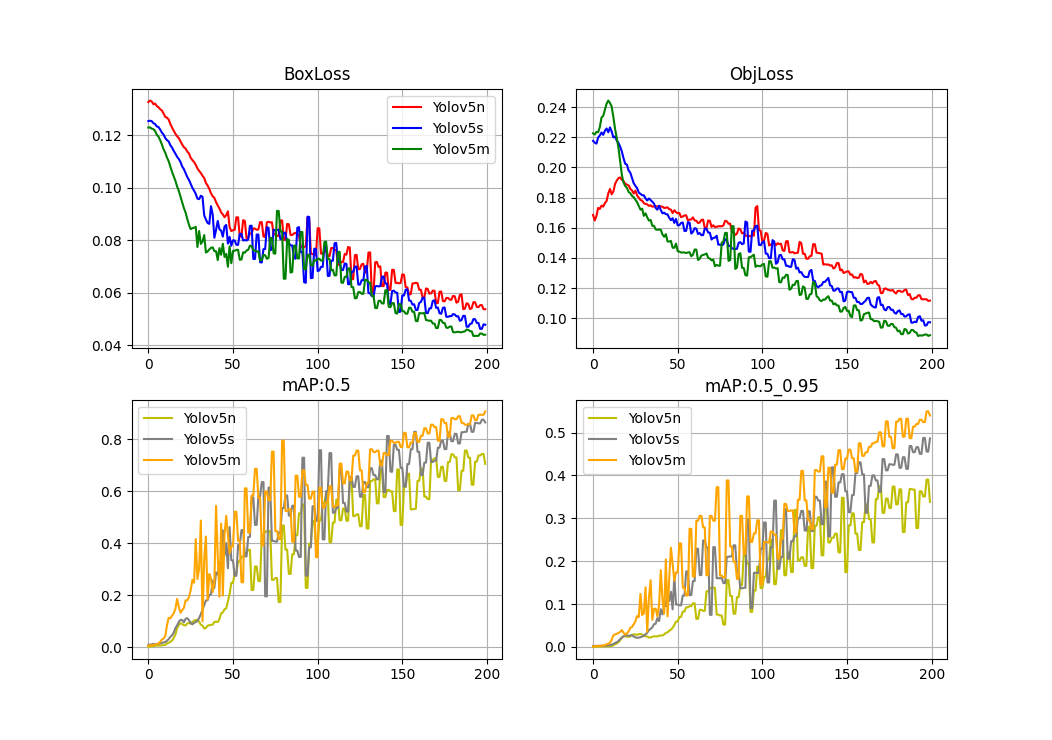 BoxLoss
Yolov5n
Yolov5s
Yolov5m
0.12
0.10
0.08
0.06
0.04
0 50 100 150 200
ObjLoss
0.24
0.22
0.20
0.18
0.16
0.14
0.12
0.10
0 50 100 150 200
mAP:0.5
Yolov5n
Yolov5s
Yolov5m
0.8
0.6
0.4
0.2
0.0
0 50 100 150 200
mAP:0.5_0.95
Yolov5n
Yolov5s
Yolov5m
0.5
0.4
0.3
0.2
0.1
0.0
0 50 100 150 200